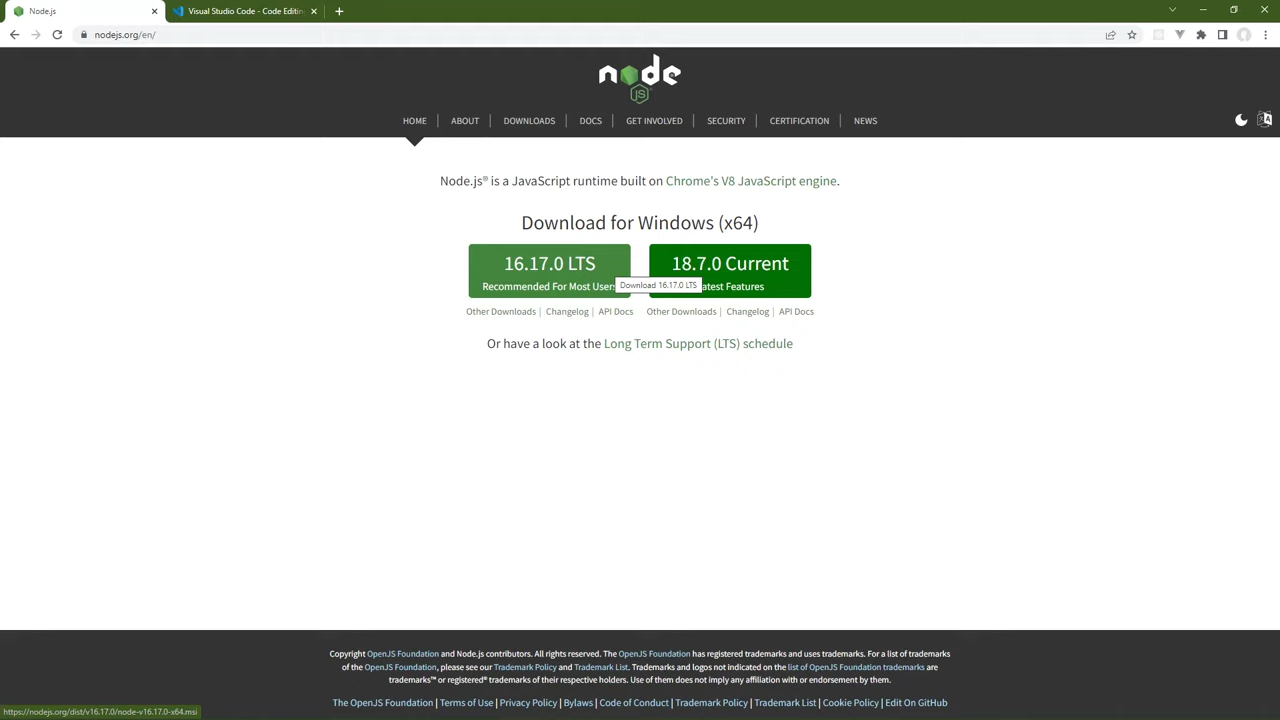 Node.js
Visual Studio Code - Code Editin
nodejs.org/en/
node
JS
HOME
ABOUT
DOWNLOADS
DOCS
GET INVOLVED
SECURITY
CERTIFICATION
NEWS
Node.js® is a JavaScript runtime built on Chrome's V8 JavaScript engine.
Download for Windows (x64)
16.17.0 LTS
Recommended For Most Users
18.7.0 Current
atest Features
Download 16.17.0 LTS
Other Downloads | Changelog | API Docs
Other Downloads | Changelog | API Docs
Or have a look at the Long Term Support (LTS) schedule
Copyright OpenJS Foundation and Node.js contributors. All rights reserved. The OpenJS Foundation has registered trademarks and uses trademarks. For a list of trademarks
of the OpenJS Foundation, please see our Trademark Policy and Trademark List. Trademarks and logos not indicated on the list of OpenJS Foundation trademarks are
trademarks™ or registered® trademarks of their respective holders. Use of them does not imply any affiliation with or endorsement by them.
The OpenJS Foundation | Terms of Use | Privacy Policy | Bylaws | Code of Conduct | Trademark Policy | Trademark List | Cookie Policy | Edit On GitHub
https://nodejs.org/dist/v16.17.0/node-v16.17.0-x64.msi